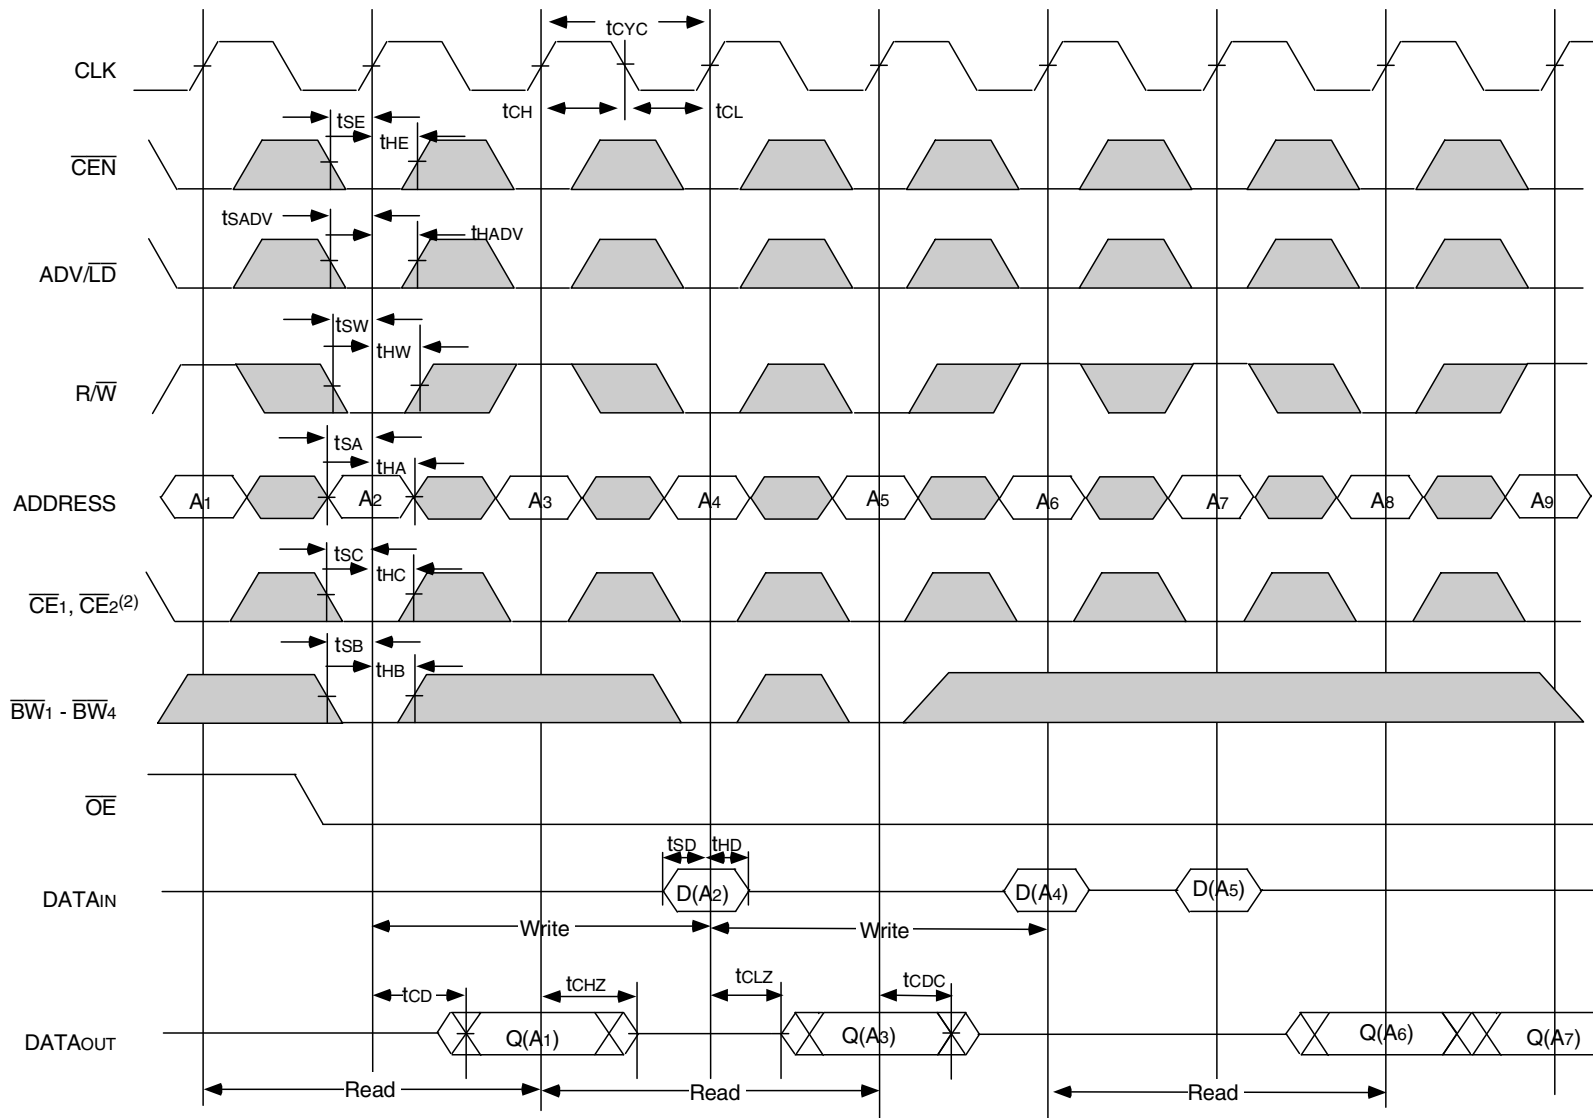 tCYC
CLK
tCH
tCL
tSE
tHE
CEN
tSADV
tHADV
ADV/LD
tSW
tHW
R/W
tSA
tHA
ADDRESS
A1 A2 A3 A4 A5 A6 A7 A8 A9
tSC
tHC
CE1, CE2(2)
tSB
tHB
BW1 - BW4
OE
tSD tHD
DATAIN
D(A2) D(A4) D(A5)
Write Write
tCD tCHZ tCLZ tCDC
DATAOUT
Q(A1) Q(A3) Q(A6) Q(A7)
Read Read Read